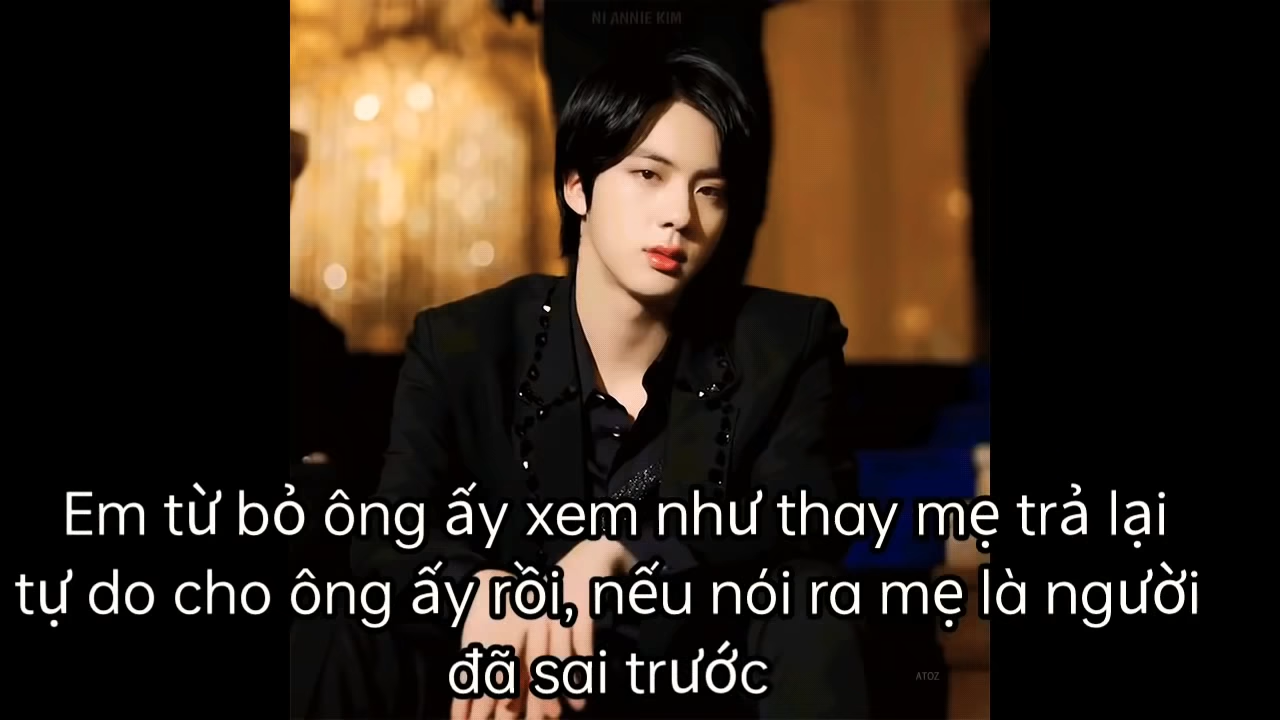 NI ANNIE KIM
Em từ bỏ ông ấy xem như thay mẹ trả lại
tự do cho ông ấy rồi, nếu nói ra mẹ là người
đã sai trước
ATOZ